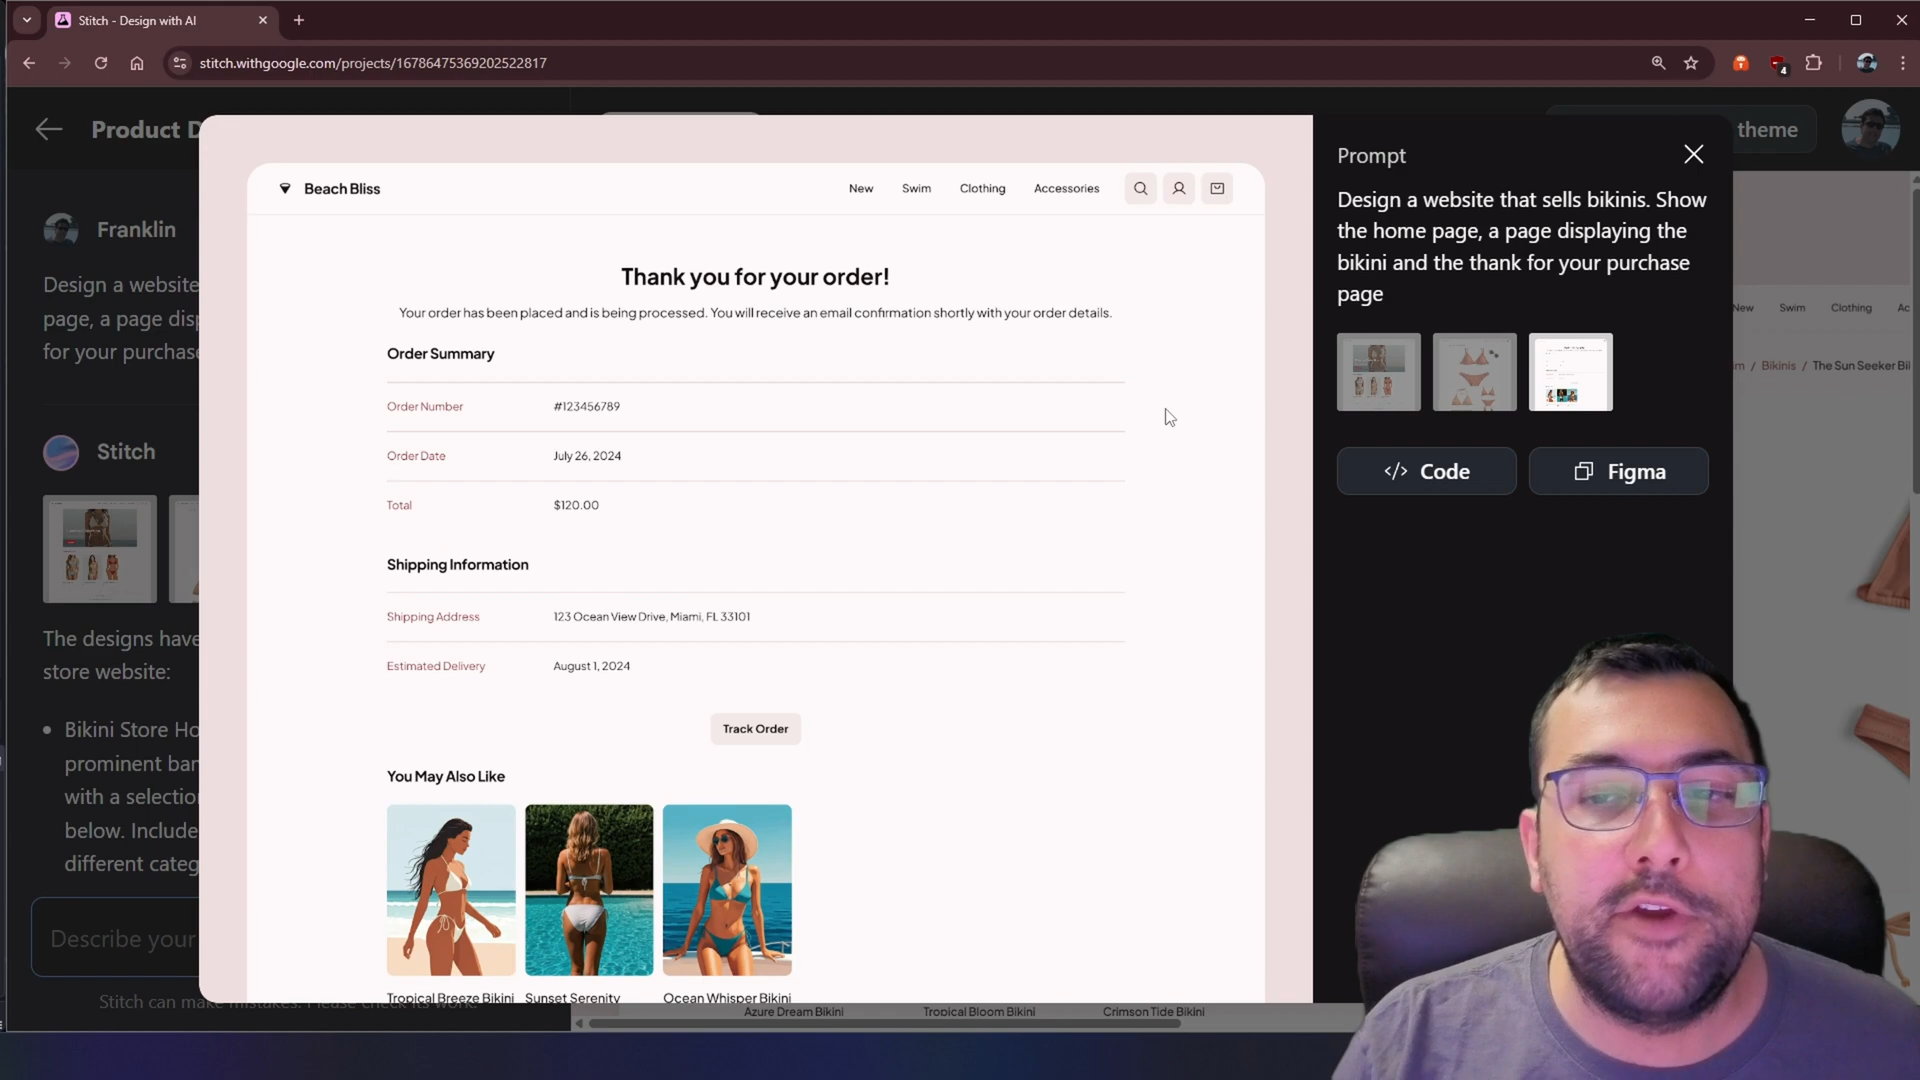 Stitch - Design with AI
stitch.withgoogle.com/projects/16786475369202522817
4
Product D
theme
Franklin
Design a website
page, a page disp
for your purchase
Stitch
The designs have
store website:
Bikini Store Ho
prominent ban
with a selection
below. Include
different categ
Describe your
Stitch can make mistakes. Please check its work.
Beach Bliss
New
Swim
Clothing
Accessories
Thank you for your order!
Your order has been placed and is being processed. You will receive an email confirmation shortly with your order details.
Order Summary
Order Number #123456789
Order Date July 26, 2024
Total $120.00
Shipping Information
Shipping Address 123 Ocean View Drive, Miami, FL 33101
Estimated Delivery August 1, 2024
Track Order
You May Also Like
Tropical Breeze Bikini Sunset Serenity Ocean Whisper Bikini
Azure Dream Bikini Tropical Bloom Bikini Crimson Tide Bikini
Prompt
Design a website that sells bikinis. Show
the home page, a page displaying the
bikini and the thank for your purchase
page
</> Code
Figma
New Swim Clothing Ac
m / Bikinis / The Sun Seeker Bi